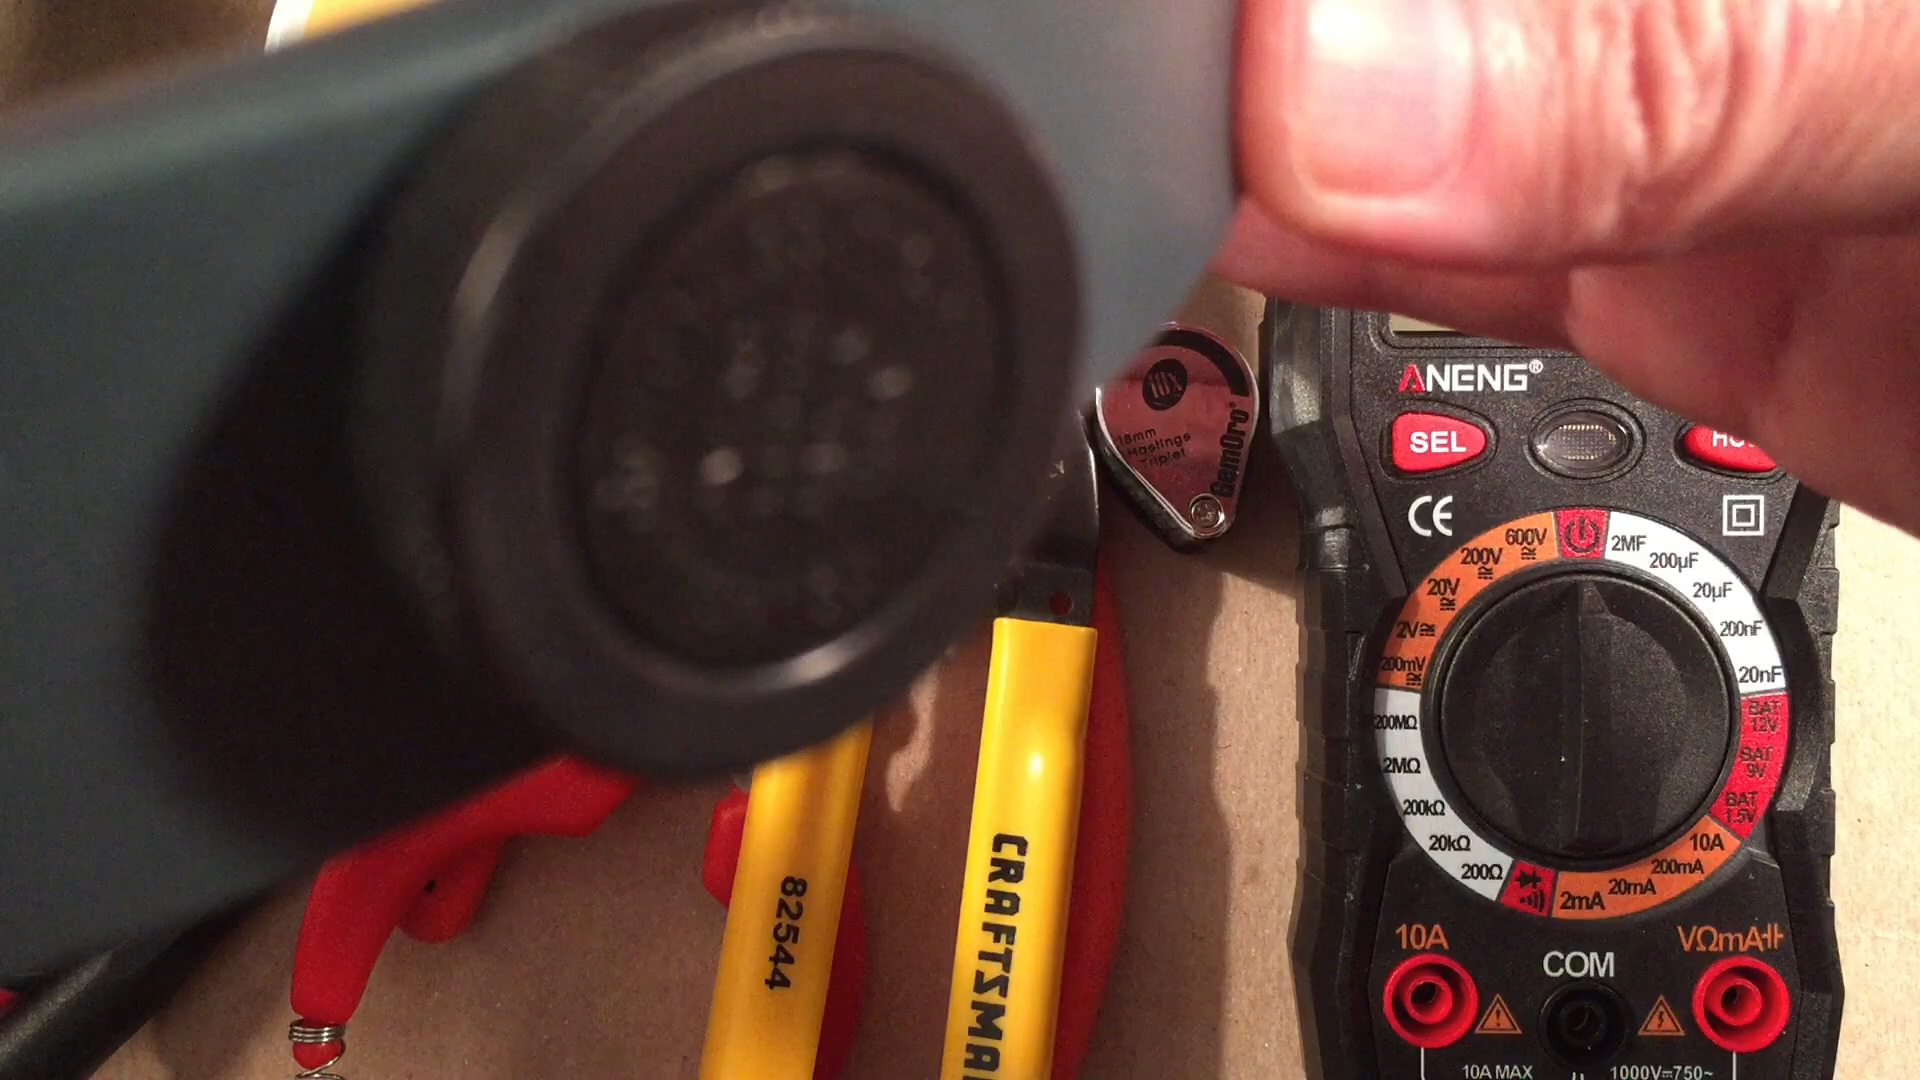 10X
18mm
Hastings
Triplet
GemOro®
ANENG®
SEL
CE
600V
200V
20V
2V
200mV
200MΩ
2MΩ
200kΩ
20kΩ
200Ω
2MF
200µF
20µF
200nF
20nF
BAT
12V
BAT
9V
BAT
1.5V
10A
200mA
20mA
2mA
10A
COM
VΩmA
10A MAX
1000V⎓750~
82544
CRAFTSMA